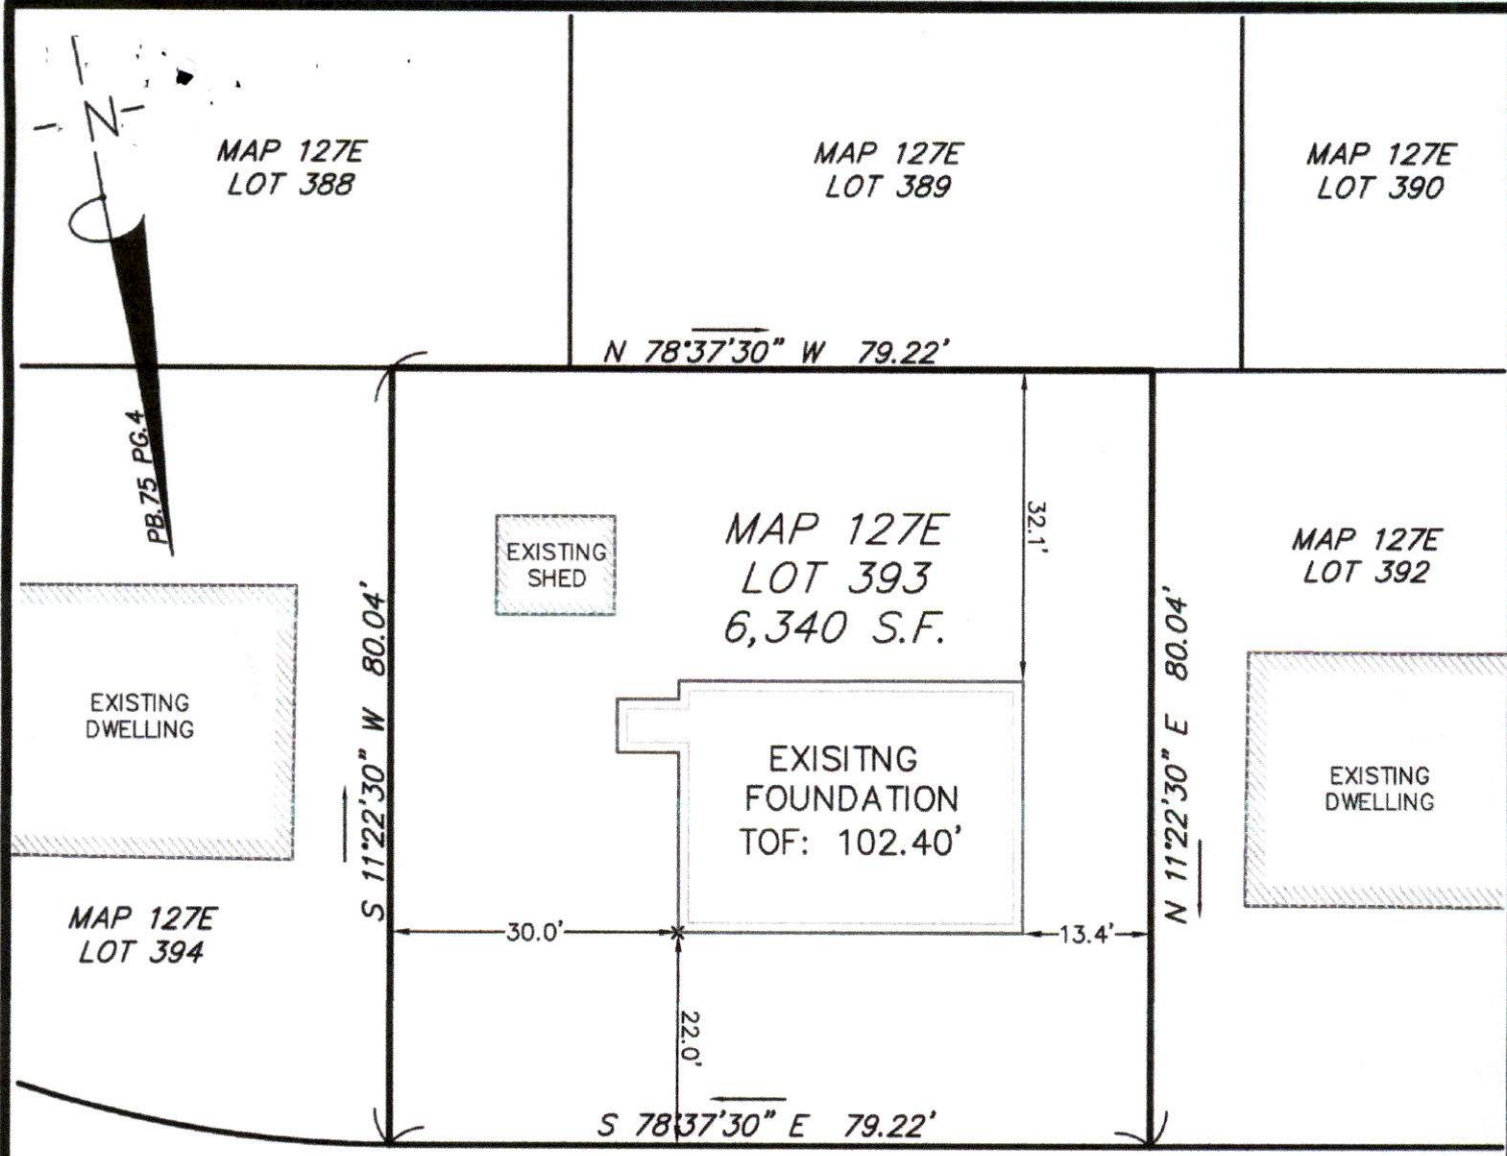 N
MAP 127E
LOT 388
MAP 127E
LOT 389
MAP 127E
LOT 390
N 78°37'30" W 79.22'
PB.75 PG.4
EXISTING
SHED
MAP 127E
LOT 393
6,340 S.F.
32.1'
MAP 127E
LOT 392
S 11°22'30" W 80.04'
N 11°22'30" E 80.04'
EXISTING
DWELLING
EXISITNG
FOUNDATION
TOF: 102.40'
EXISTING
DWELLING
MAP 127E
LOT 394
30.0'
13.4'
22.0'
S 78°37'30" E 79.22'